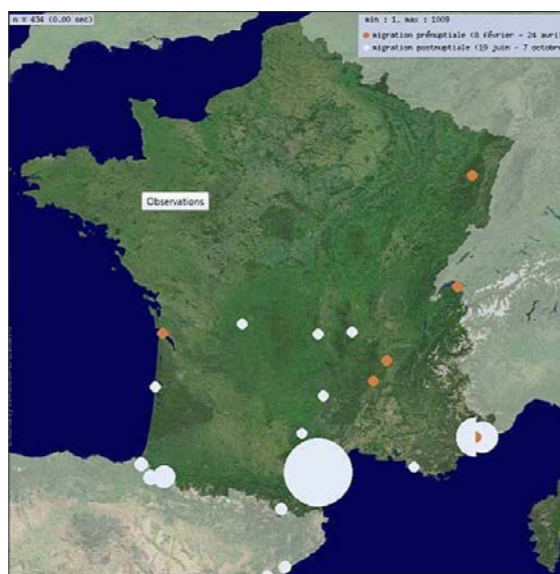 n = 434 (0.00 sec)
min : 1, max : 1009
migration prénuptiale (8 février - 24 avril
migration postnuptiale (19 juin - 7 octobre
Observations